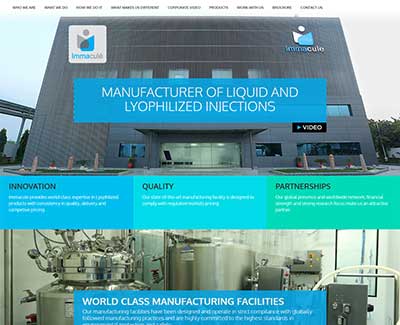 WHO WE ARE WHAT WE DO HOW WE DO IT WHAT MAKES US DIFFERENT CORPORATE VIDEO PRODUCTS WORK WITH US BROCHURE CONTACT US
immacule
immacule
MANUFACTURER OF LIQUID AND
LYOPHILIZED INJECTIONS
VIDEO
INNOVATION
Immacule provides world class expertise in Lyophilized
products with consistency in quality, delivery and
competitive pricing
QUALITY
Our state-of-the-art manufacturing facility is designed to
comply with regulated markets pricing
PARTNERSHIPS
Our global presence and worldwide network, financial
strength and strong research focus make us an attractive
partner.
WORLD CLASS MANUFACTURING FACILITIES
Our manufacturing facilities have been designed and operate in strict compliance with globally
followed manufacturing practices and are highly committed to the highest standards in